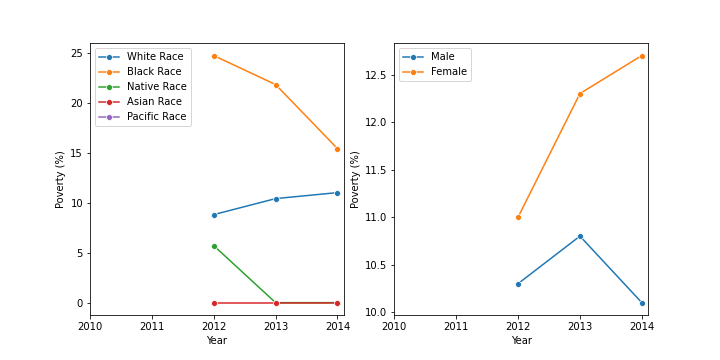 White Race
Black Race
Native Race
Asian Race
Pacific Race
25
20
15
10
5
0
Poverty (%)
2010 2011 2012 2013 2014
Year
Male
Female
12.5
12.0
11.5
11.0
10.5
10.0
Poverty (%)
2010 2011 2012 2013 2014
Year